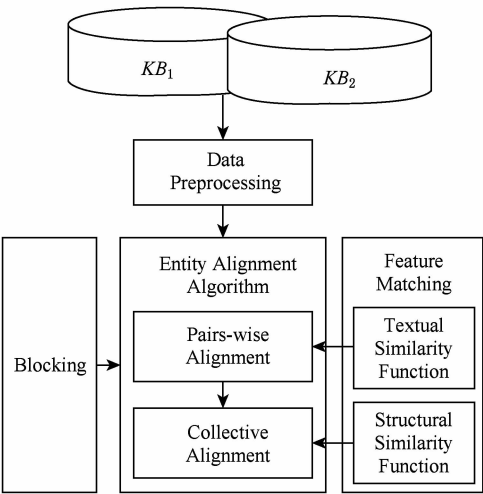 KB1
KB2
Data
Preprocessing
Blocking
Entity Alignment
Algorithm
Pairs-wise
Alignment
Collective
Alignment
Feature
Matching
Textual
Similarity
Function
Structural
Similarity
Function